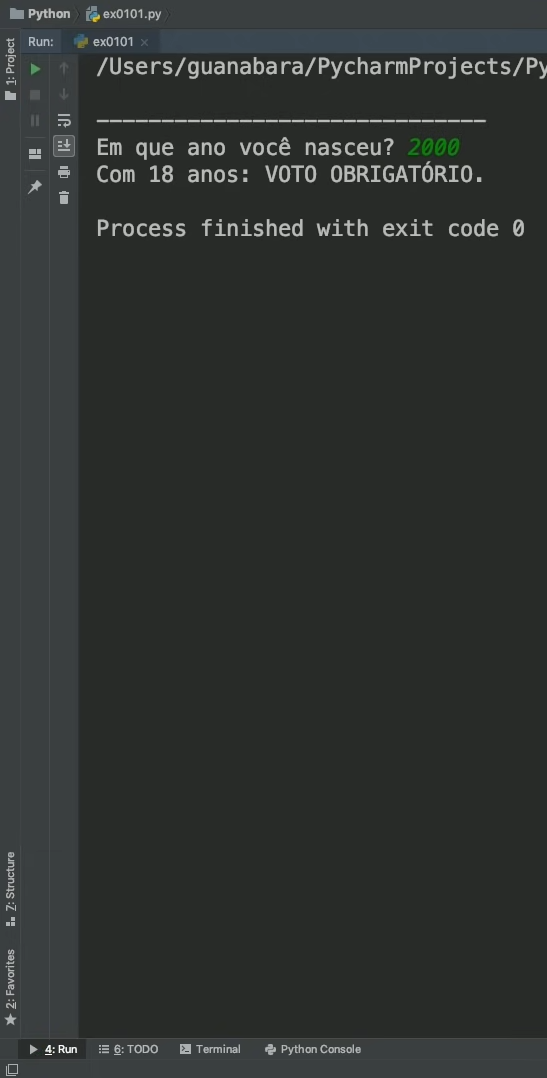 Python ex0101.py
Run: ex0101
1: Project
/Users/guanabara/PycharmProjects/Py
______________________________
Em que ano você nasceu? 2000
Com 18 anos: VOTO OBRIGATÓRIO.
Process finished with exit code 0
7: Structure
2: Favorites
4: Run 6: TODO Terminal Python Console